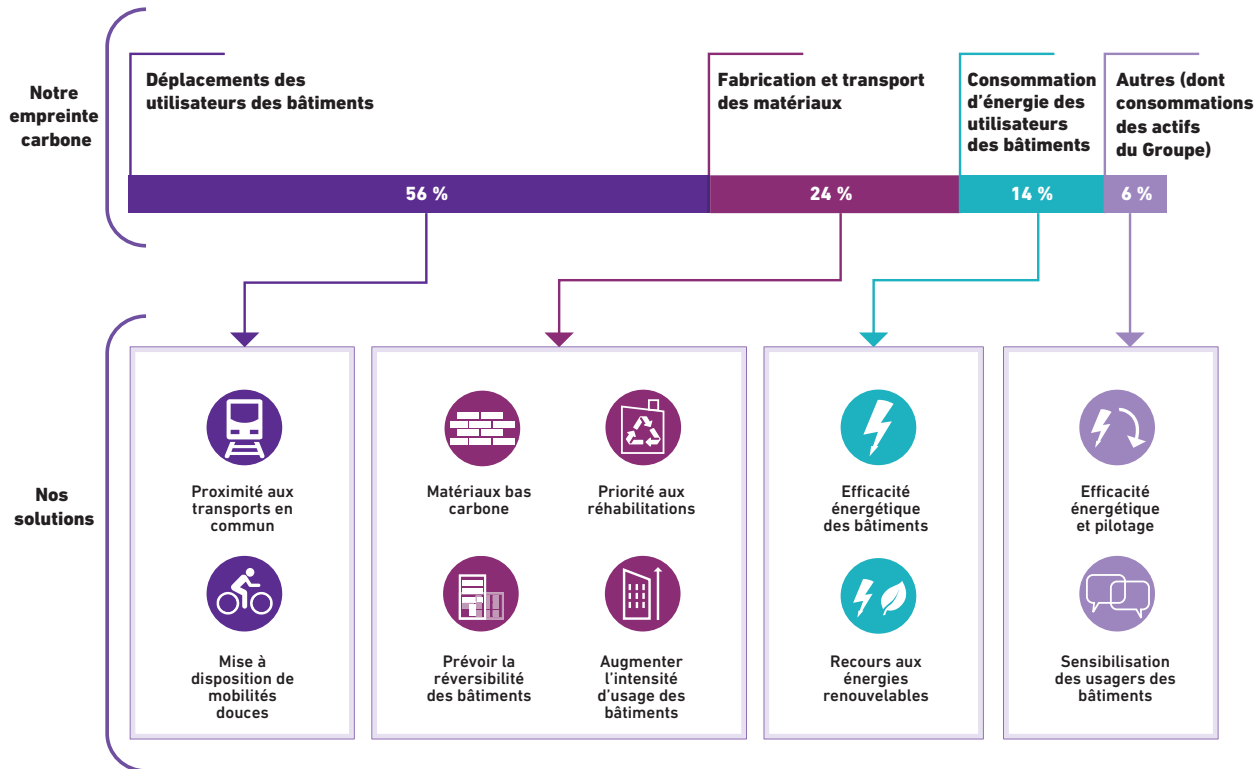 Notre
empreinte
carbone
Déplacements des
utilisateurs des bâtiments
Fabrication et transport
des matériaux
Consommation
d’énergie des
utilisateurs
des bâtiments
Autres (dont
consommations
des actifs
du Groupe)
56 %
24 %
14 %
6 %
Nos
solutions
Proximité aux
transports en
commun
Mise à
disposition de
mobilités
douces
Matériaux bas
carbone
Priorité aux
réhabilitations
Prévoir la
réversibilité
des bâtiments
Augmenter
l’intensité
d’usage des
bâtiments
Efficacité
énergétique
des bâtiments
Recours aux
énergies
renouvelables
Efficacité
énergétique
et pilotage
Sensibilisation
des usagers des
bâtiments